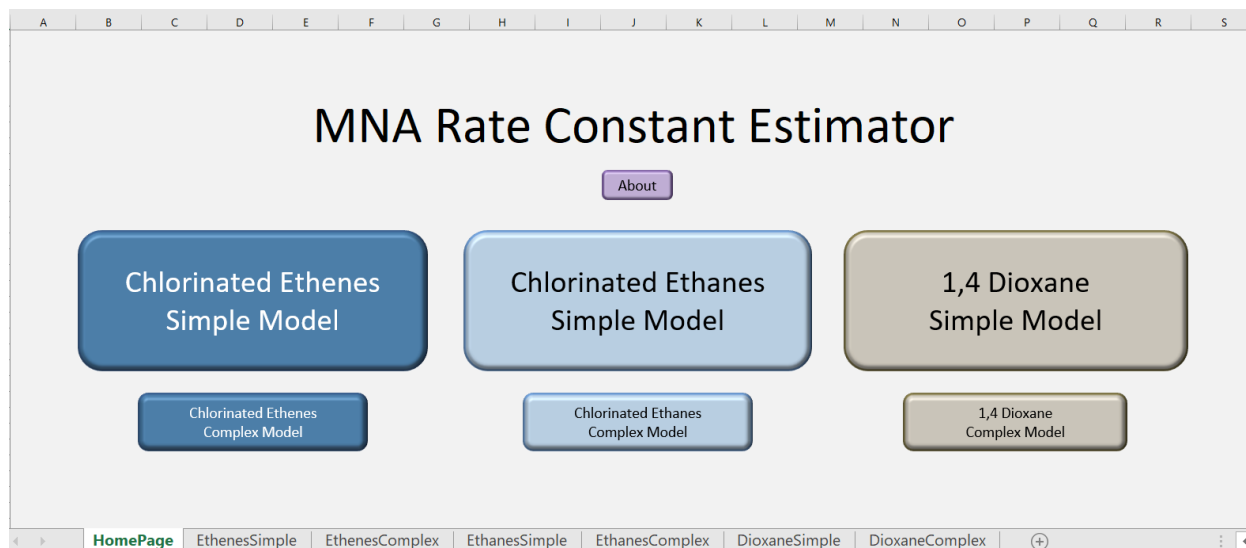 A B C D E F G H I J K L M N O P Q R S
MNA Rate Constant Estimator
About
Chlorinated Ethenes
Simple Model
Chlorinated Ethanes
Simple Model
1,4 Dioxane
Simple Model
Chlorinated Ethenes
Complex Model
Chlorinated Ethanes
Complex Model
1,4 Dioxane
Complex Model
HomePage EthenesSimple EthenesComplex EthanesSimple EthanesComplex DioxaneSimple DioxaneComplex